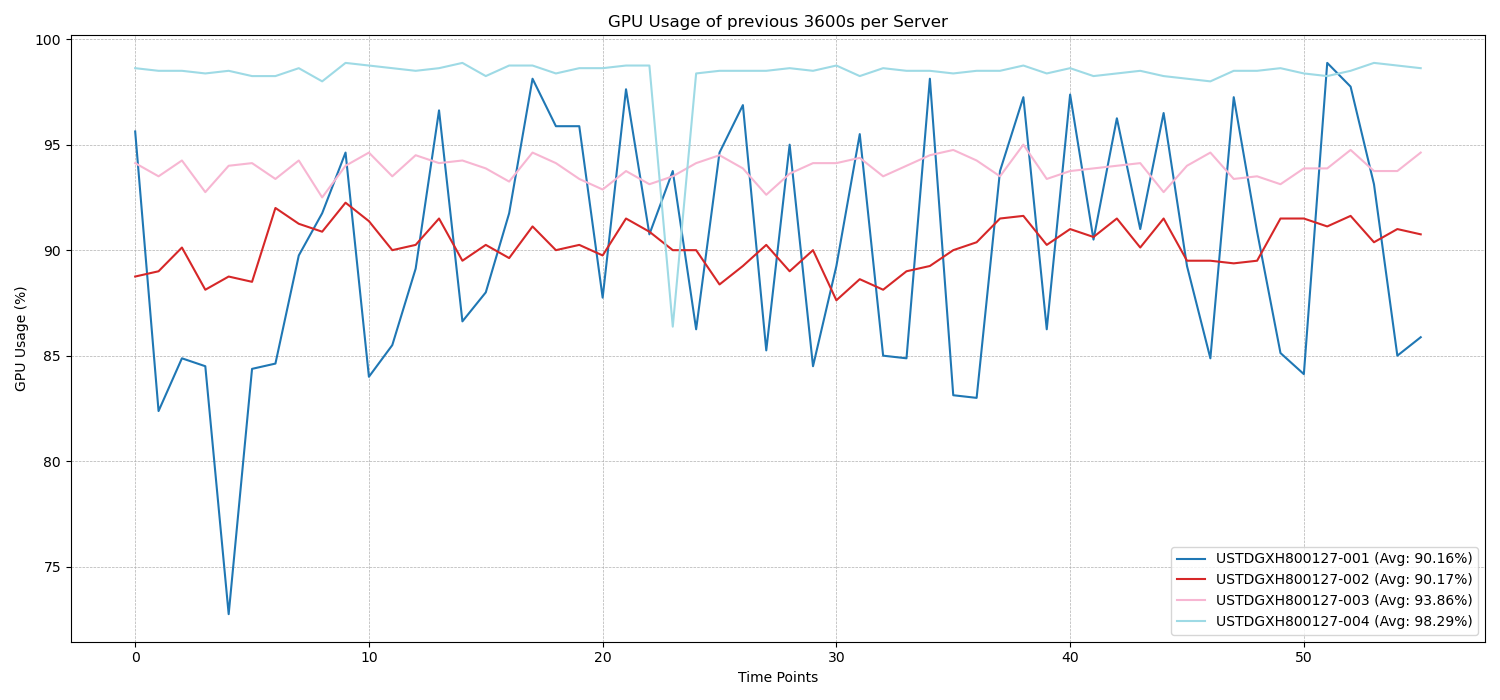 GPU Usage of previous 3600s per Server
100
95
90
85
80
75
GPU Usage (%)
0 10 20 30 40 50
Time Points
USTDGXH800127-001 (Avg: 90.16%)
USTDGXH800127-002 (Avg: 90.17%)
USTDGXH800127-003 (Avg: 93.86%)
USTDGXH800127-004 (Avg: 98.29%)